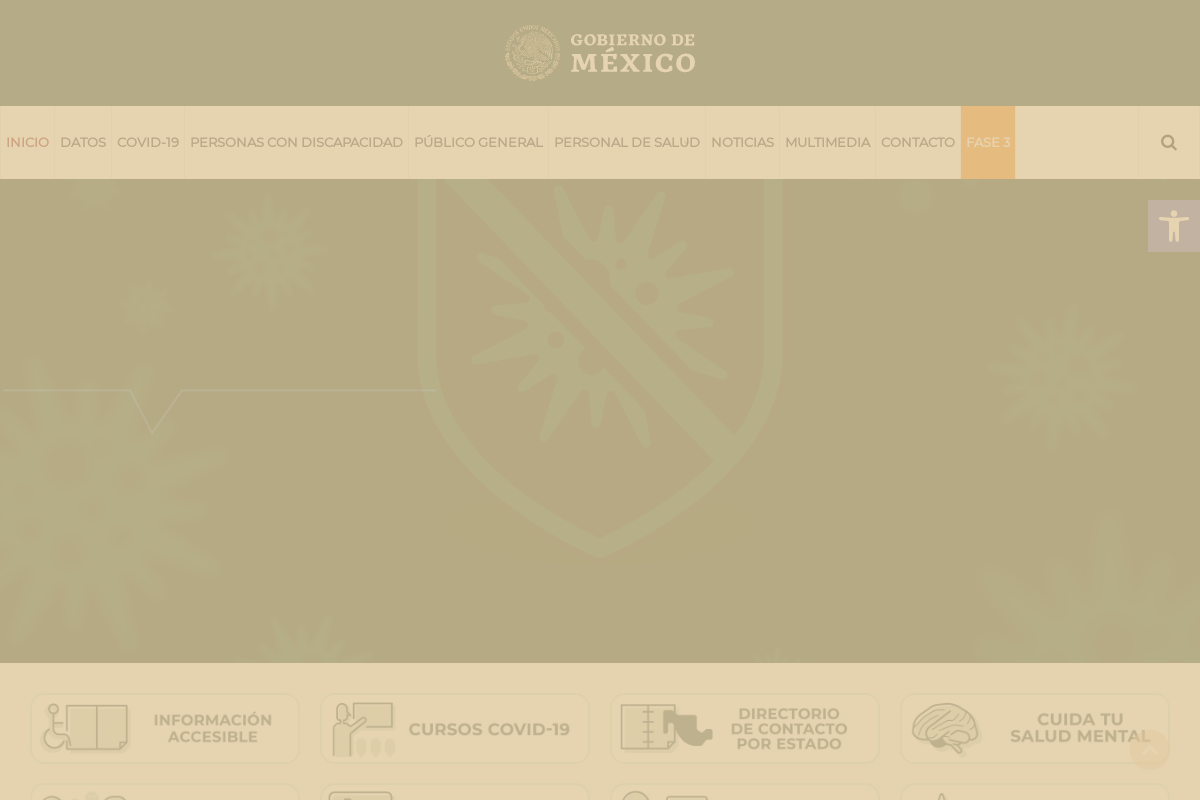 GOBIERNO DE
MÉXICO
INICIO DATOS COVID-19 PERSONAS CON DISCAPACIDAD PÚBLICO GENERAL PERSONAL DE SALUD NOTICIAS MULTIMEDIA CONTACTO FASE 3
INFORMACIÓN
ACCESIBLE
CURSOS COVID-19
DIRECTORIO
DE CONTACTO
POR ESTADO
CUIDA TU
SALUD MENTAL